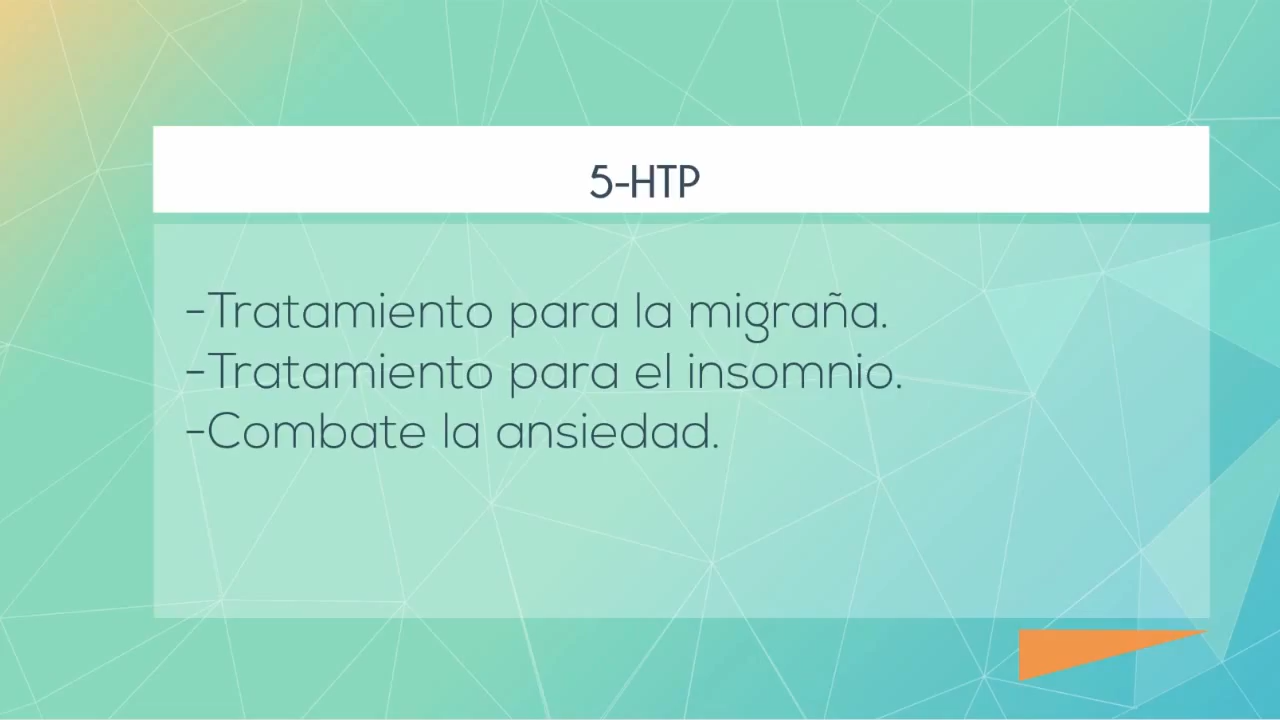 5-HTP
-Tratamiento para la migraña.
-Tratamiento para el insomnio.
-Combate la ansiedad.